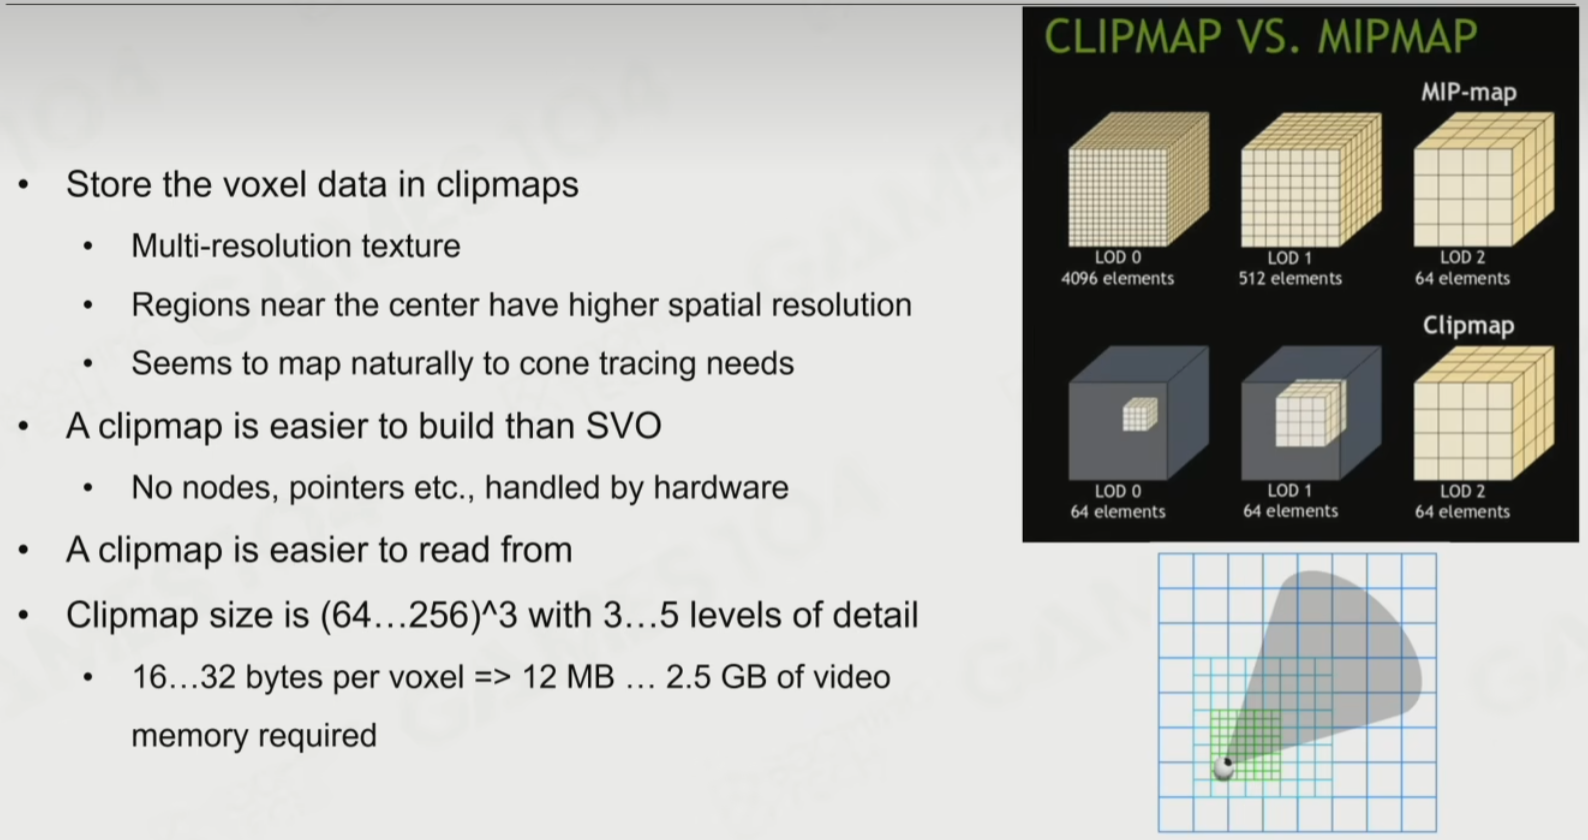 • Store the voxel data in clipmaps
• Multi-resolution texture
• Regions near the center have higher spatial resolution
• Seems to map naturally to cone tracing needs
• A clipmap is easier to build than SVO
• No nodes, pointers etc., handled by hardware
• A clipmap is easier to read from
• Clipmap size is (64...256)^3 with 3...5 levels of detail
• 16...32 bytes per voxel => 12 MB ... 2.5 GB of video
memory required
CLIPMAP VS. MIPMAP
MIP-map
LOD 0
4096 elements
LOD 1
512 elements
LOD 2
64 elements
Clipmap
LOD 0
64 elements
LOD 1
64 elements
LOD 2
64 elements
GAMES104